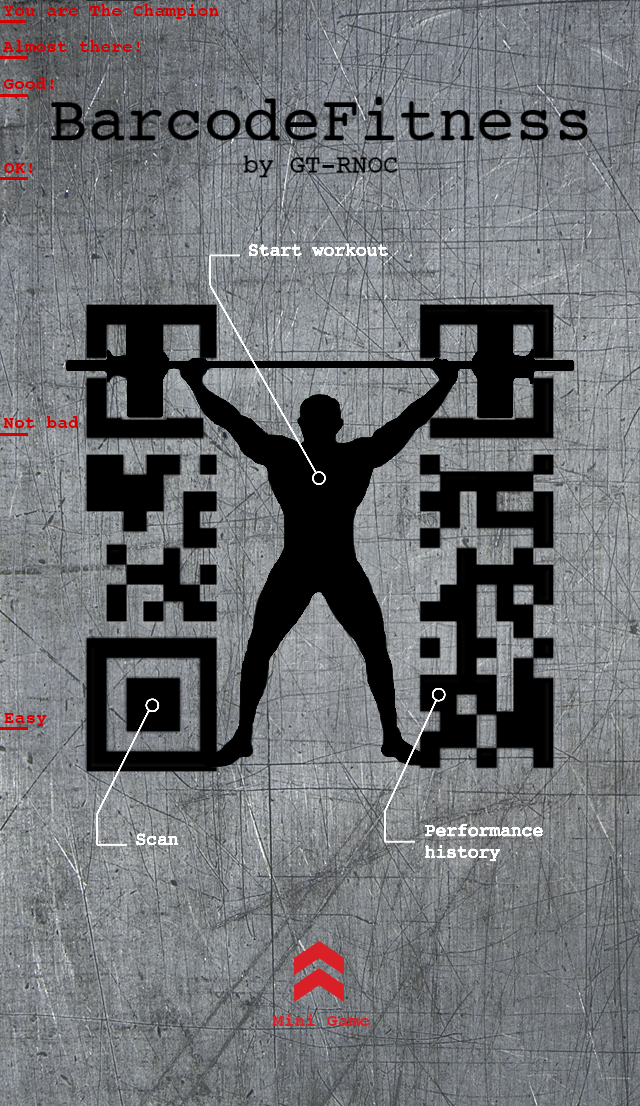 You are The Champion
Almost there!
Good!
BarcodeFitness
by GT-RNOC
OK!
Start workout
Not bad
Easy
Scan
Performance
history
Mini Game